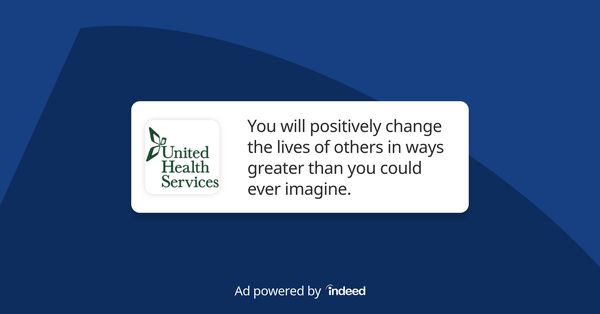 United
Health
Services
You will positively change
the lives of others in ways
greater than you could
ever imagine.
Ad powered by indeed